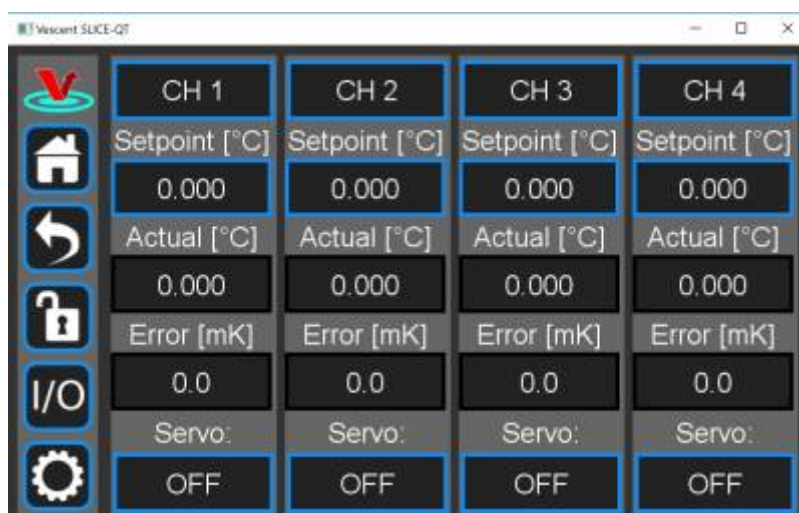 Vescent SLICE-QT
CH 1 CH 2 CH 3 CH 4
Setpoint [°C] Setpoint [°C] Setpoint [°C] Setpoint [°C]
0.000 0.000 0.000 0.000
Actual [°C] Actual [°C] Actual [°C] Actual [°C]
0.000 0.000 0.000 0.000
Error [mK] Error [mK] Error [mK] Error [mK]
I/O 0.0 0.0 0.0 0.0
Servo: Servo: Servo: Servo:
OFF OFF OFF OFF